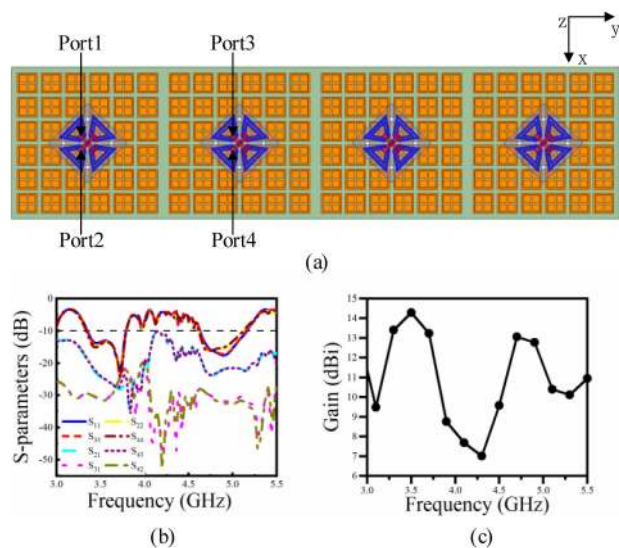 Port1
Port3
z
y
x
Port2
Port4
(a)
0
-10
-20
-30
-40
-50
S-parameters (dB)
S11 S22
S33 S44
S21 S43
S31 S42
3.0 3.5 4.0 4.5 5.0 5.5
Frequency (GHz)
(b)
15
14
13
12
11
10
9
8
7
6
Gain (dBi)
3.0 3.5 4.0 4.5 5.0 5.5
Frequency (GHz)
(c)